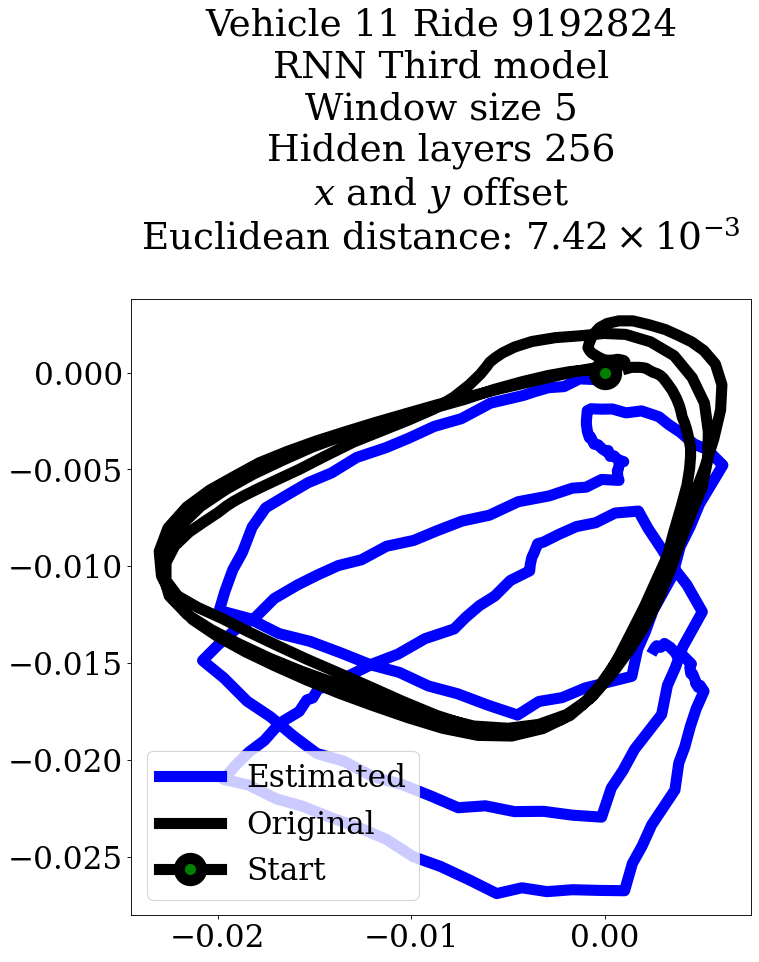 Vehicle 11 Ride 9192824
RNN Third model
Window size 5
Hidden layers 256
x and y offset
Euclidean distance: 7.42 × 10⁻³
0.000
−0.005
−0.010
−0.015
−0.020
−0.025
Estimated
Original
Start
−0.02
−0.01
0.00